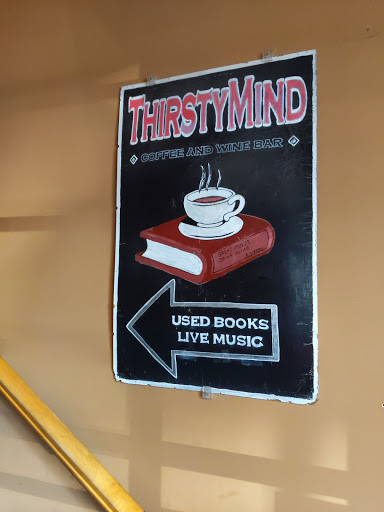 THIRSTYMIND
COFFEE AND WINE BAR
USED BOOKS
LIVE MUSIC